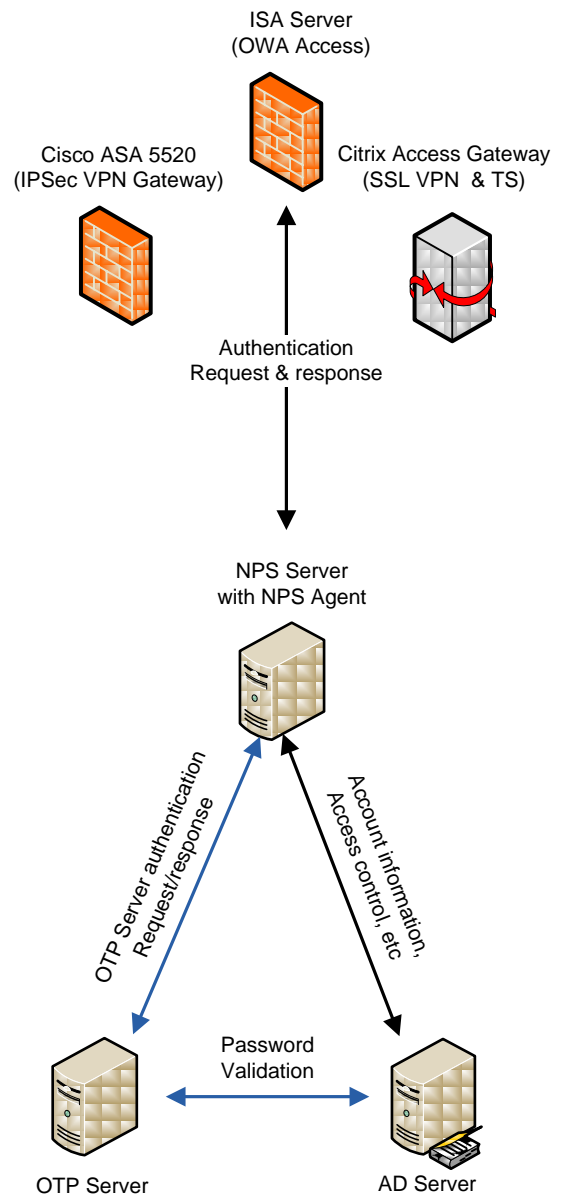 ISA Server
(OWA Access)
Cisco ASA 5520
(IPSec VPN Gateway)
Citrix Access Gateway
(SSL VPN & TS)
Authentication
Request & response
NPS Server
with NPS Agent
OTP Server authentication
Request/response
Account information,
Access control, etc
Password
Validation
OTP Server
AD Server